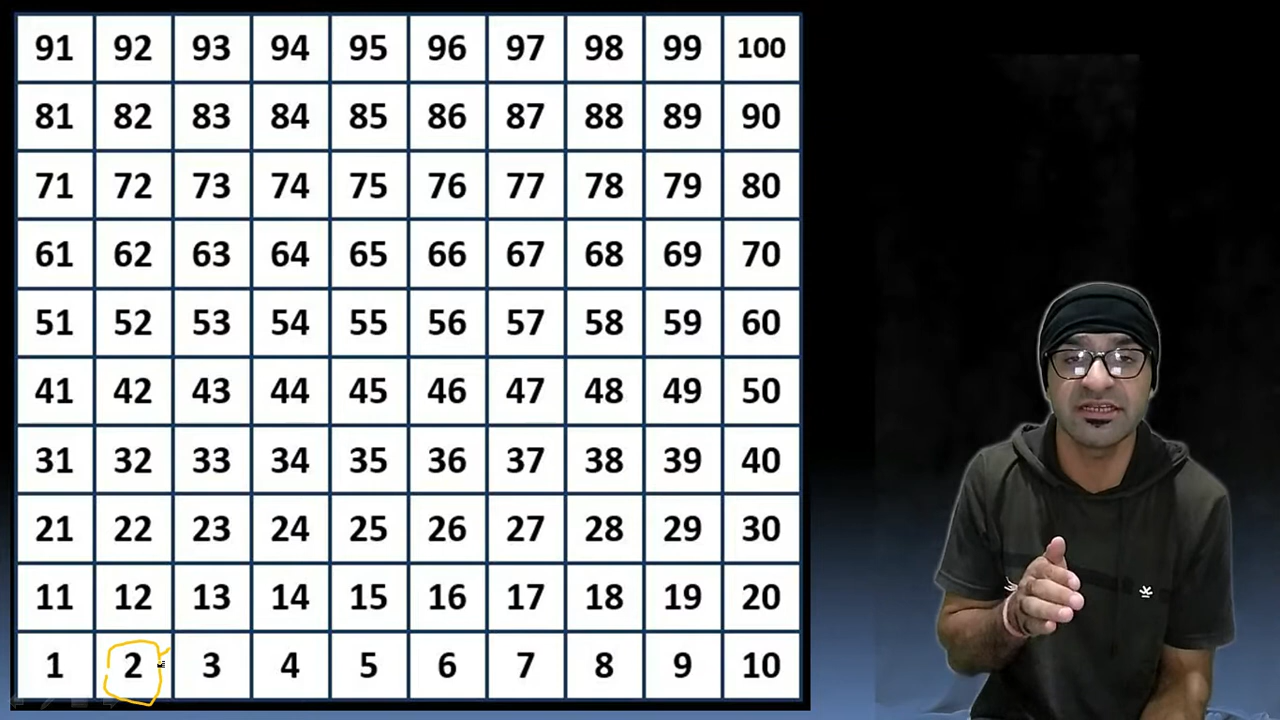 91 92 93 94 95 96 97 98 99 100
81 82 83 84 85 86 87 88 89 90
71 72 73 74 75 76 77 78 79 80
61 62 63 64 65 66 67 68 69 70
51 52 53 54 55 56 57 58 59 60
41 42 43 44 45 46 47 48 49 50
31 32 33 34 35 36 37 38 39 40
21 22 23 24 25 26 27 28 29 30
11 12 13 14 15 16 17 18 19 20
1 2 3 4 5 6 7 8 9 10